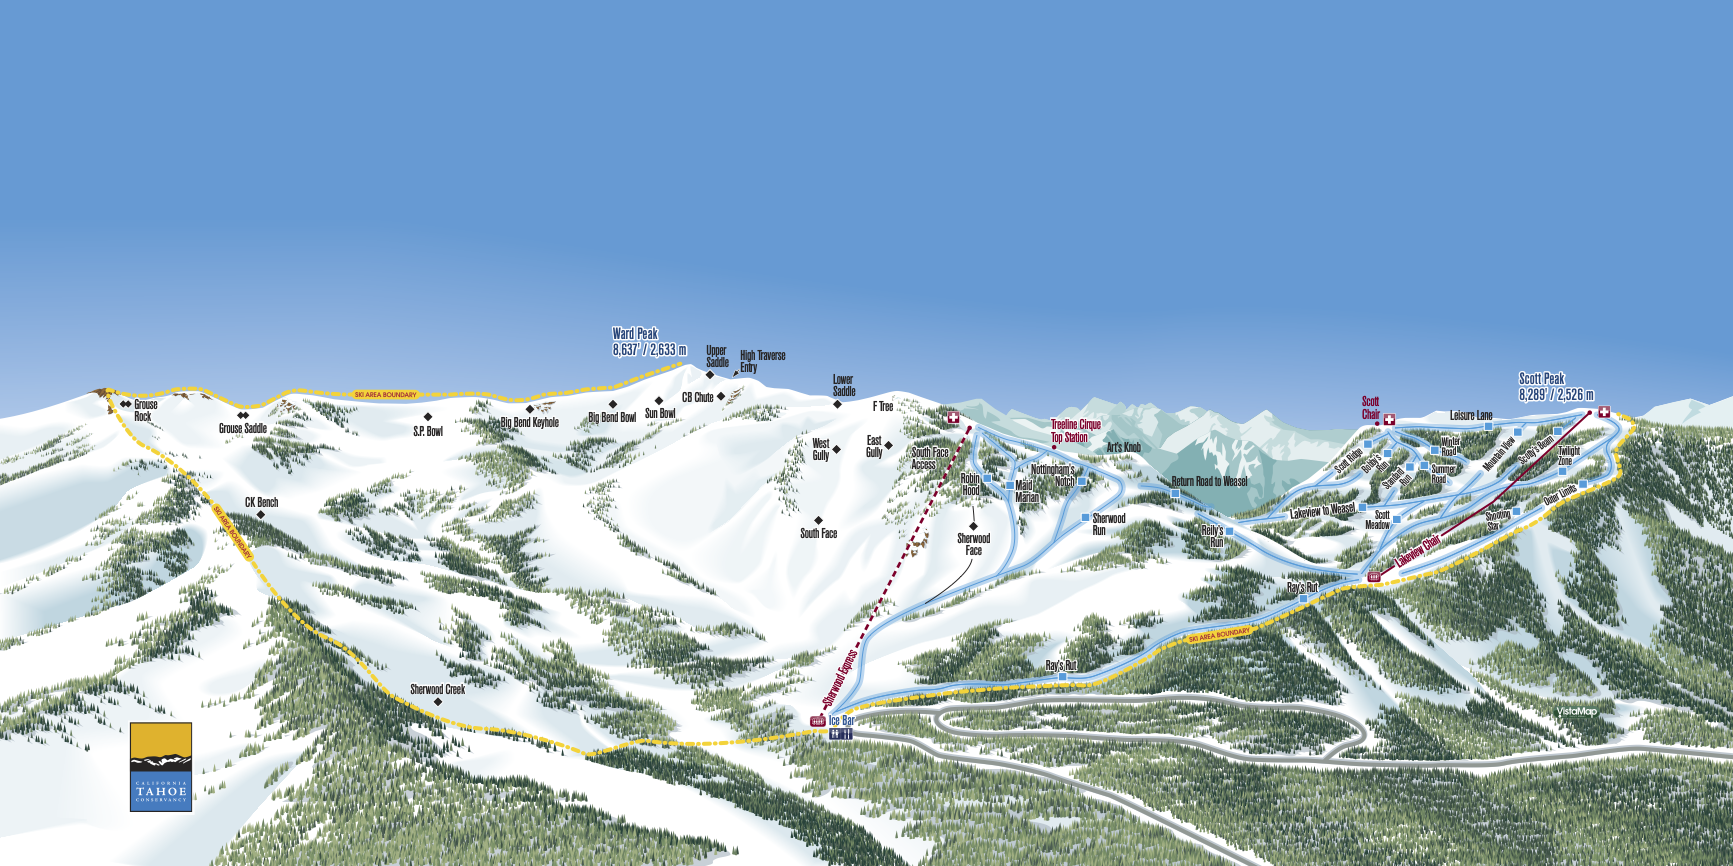 Ward Peak
8,637' / 2,633 m
Upper
Saddle
High Traverse
Entry
SKI AREA BOUNDARY
Grouse
Rock
Grouse Saddle
S.P. Bowl
Big Bend Keyhole
Big Bend Bowl
Sun Bowl
CB Chute
Lower
Saddle
F Tree
West
Gully
East
Gully
South Face
Access
South Face
CK Bench
SKI AREA BOUNDARY
Sherwood Creek
Robin
Hood
Maid
Marian
Nottingham's
Notch
Treeline Cirque
Top Station
Art's Knob
Sherwood
Run
Sherwood
Face
Return Road to Weasel
Reily's
Run
Lakeview to Weasel
Scott
Chair
Leisure Lane
Scott Peak
8,289' / 2,526 m
Scott Ridge
Bobby's
Run
Standard
Run
Winter
Road
Summer
Road
Mountain View
Scotty's Beam
Twilight
Zone
Outer Limits
Shooting
Star
Scott
Meadow
Lakeview Chair
Ray's Rut
SKI AREA BOUNDARY
Ray's Rut
Sherwood Express
Ice Bar
VistaMap
CALIFORNIA
TAHOE
CONSERVANCY